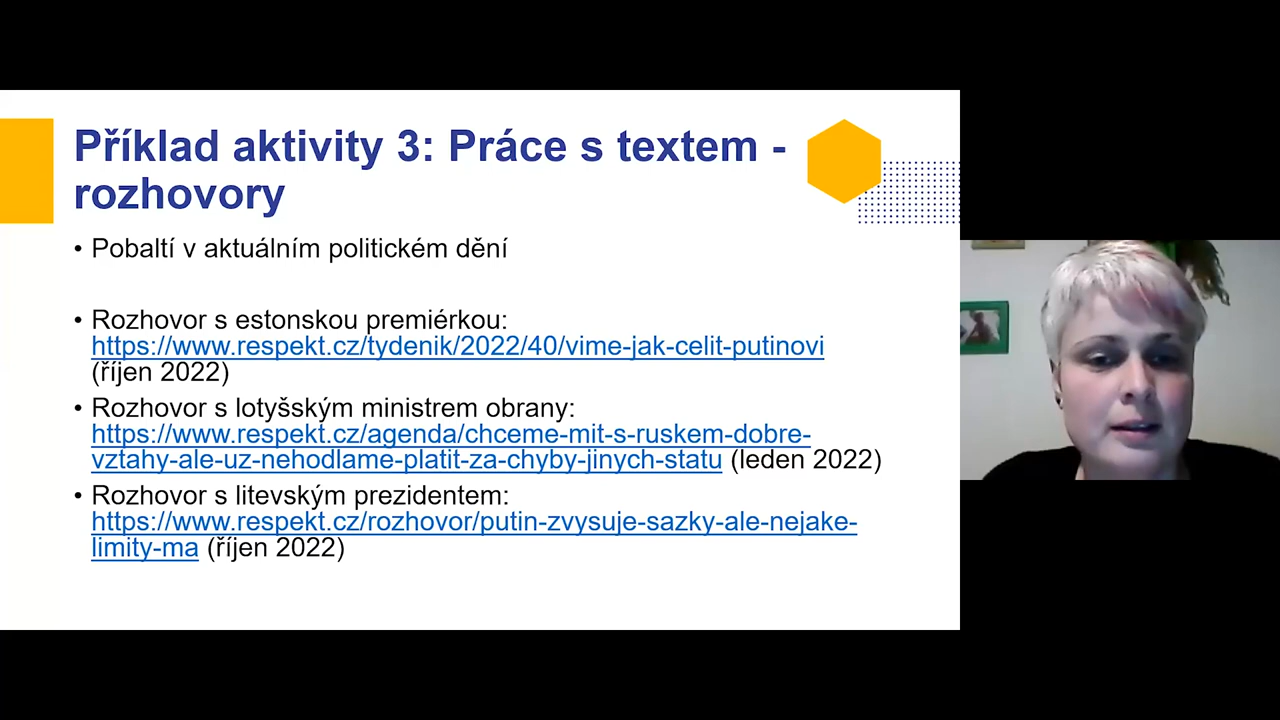 Příklad aktivity 3: Práce s textem -
rozhovory
• Pobaltí v aktuálním politickém dění
• Rozhovor s estonskou premiérkou:
https://www.respekt.cz/tydenik/2022/40/vime-jak-celit-putinovi
(říjen 2022)
• Rozhovor s lotyšským ministrem obrany:
https://www.respekt.cz/agenda/chceme-mit-s-ruskem-dobre-
vztahy-ale-uz-nehodlame-platit-za-chyby-jinych-statu (leden 2022)
• Rozhovor s litevským prezidentem:
https://www.respekt.cz/rozhovor/putin-zvysuje-sazky-ale-nejake-
limity-ma (říjen 2022)